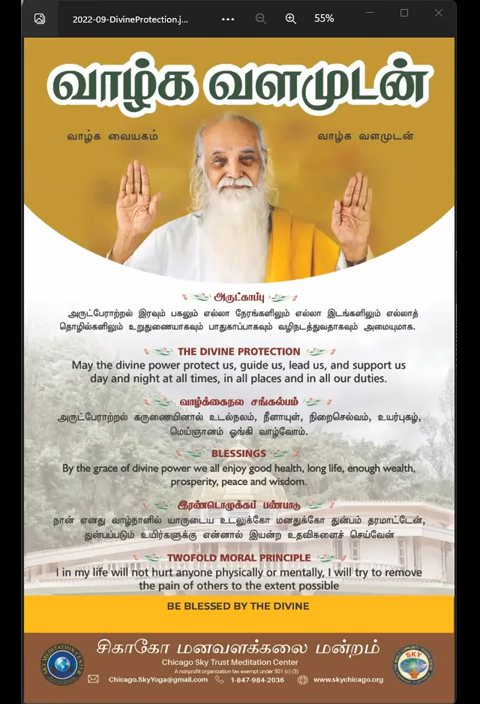 2022-09-DivineProtection.j...
55%
வாழ்க வளமுடன்
வாழ்க வையகம்
வாழ்க வளமுடன்
அருட்காப்பு
அருட்பேராற்றல் இரவும் பகலும் எல்லா நேரங்களிலும் எல்லா இடங்களிலும் எல்லாத்
தொழில்களிலும் உறுதுணையாகவும் பாதுகாப்பாகவும் வழிநடத்துவதாகவும் அமையுமாக.
THE DIVINE PROTECTION
May the divine power protect us, guide us, lead us, and support us
day and night at all times, in all places and in all our duties.
வாழ்க்கைநல சங்கல்பம்
அருட்பேராற்றல் கருணையினால் உடல்நலம், நீளாயுள், நிறைசெல்வம், உயர்புகழ்,
மெய்ஞானம் ஓங்கி வாழ்வோம்.
BLESSINGS
By the grace of divine power we all enjoy good health, long life, enough wealth,
prosperity, peace and wisdom.
இரண்டொழுக்கப் பண்பாடு
நான் எனது வாழ்நாளில் யாருடைய உடலுக்கோ மனதுக்கோ துன்பம் தரமாட்டேன்,
துன்பப்படும் உயிர்களுக்கு என்னால் இயன்ற உதவிகளைச் செய்வேன்
TWOFOLD MORAL PRINCIPLE
I in my life will not hurt anyone physically or mentally, I will try to remove
the pain of others to the extent possible
BE BLESSED BY THE DIVINE
சிகாகோ மனவளக்கலை மன்றம்
Chicago Sky Trust Meditation Center
A nonprofit organization tax exempt under 501 (c) (3)
Chicago.SkyYoga@gmail.com 1-847-984-2036 www.skychicago.org
SKY